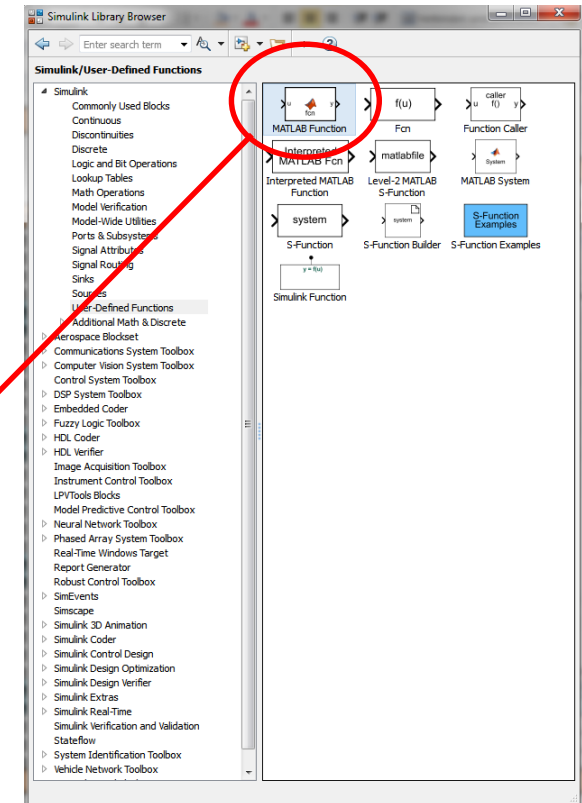 Simulink Library Browser
Enter search term
Simulink/User-Defined Functions
Simulink
Commonly Used Blocks
Continuous
Discontinuities
Discrete
Logic and Bit Operations
Lookup Tables
Math Operations
Model Verification
Model-Wide Utilities
Ports & Subsystems
Signal Attributes
Signal Routing
Sinks
Sources
User-Defined Functions
Additional Math & Discrete
Aerospace Blockset
Communications System Toolbox
Computer Vision System Toolbox
Control System Toolbox
DSP System Toolbox
Embedded Coder
Fuzzy Logic Toolbox
HDL Coder
HDL Verifier
Image Acquisition Toolbox
Instrument Control Toolbox
LPVTools Blocks
Model Predictive Control Toolbox
Neural Network Toolbox
Phased Array System Toolbox
Real-Time Windows Target
Report Generator
Robust Control Toolbox
SimEvents
Simscape
Simulink 3D Animation
Simulink Coder
Simulink Control Design
Simulink Design Optimization
Simulink Design Verifier
Simulink Extras
Simulink Real-Time
Simulink Verification and Validation
Stateflow
System Identification Toolbox
Vehicle Network Toolbox
u fcn y
MATLAB Function
f(u)
Fcn
caller
u f() y
Function Caller
Interpreted
MATLAB Fcn
Interpreted MATLAB
Function
matlabfile
Level-2 MATLAB
S-Function
System
MATLAB System
system
S-Function
system
S-Function Builder
S-Function
Examples
S-Function Examples
y = f(u)
Simulink Function